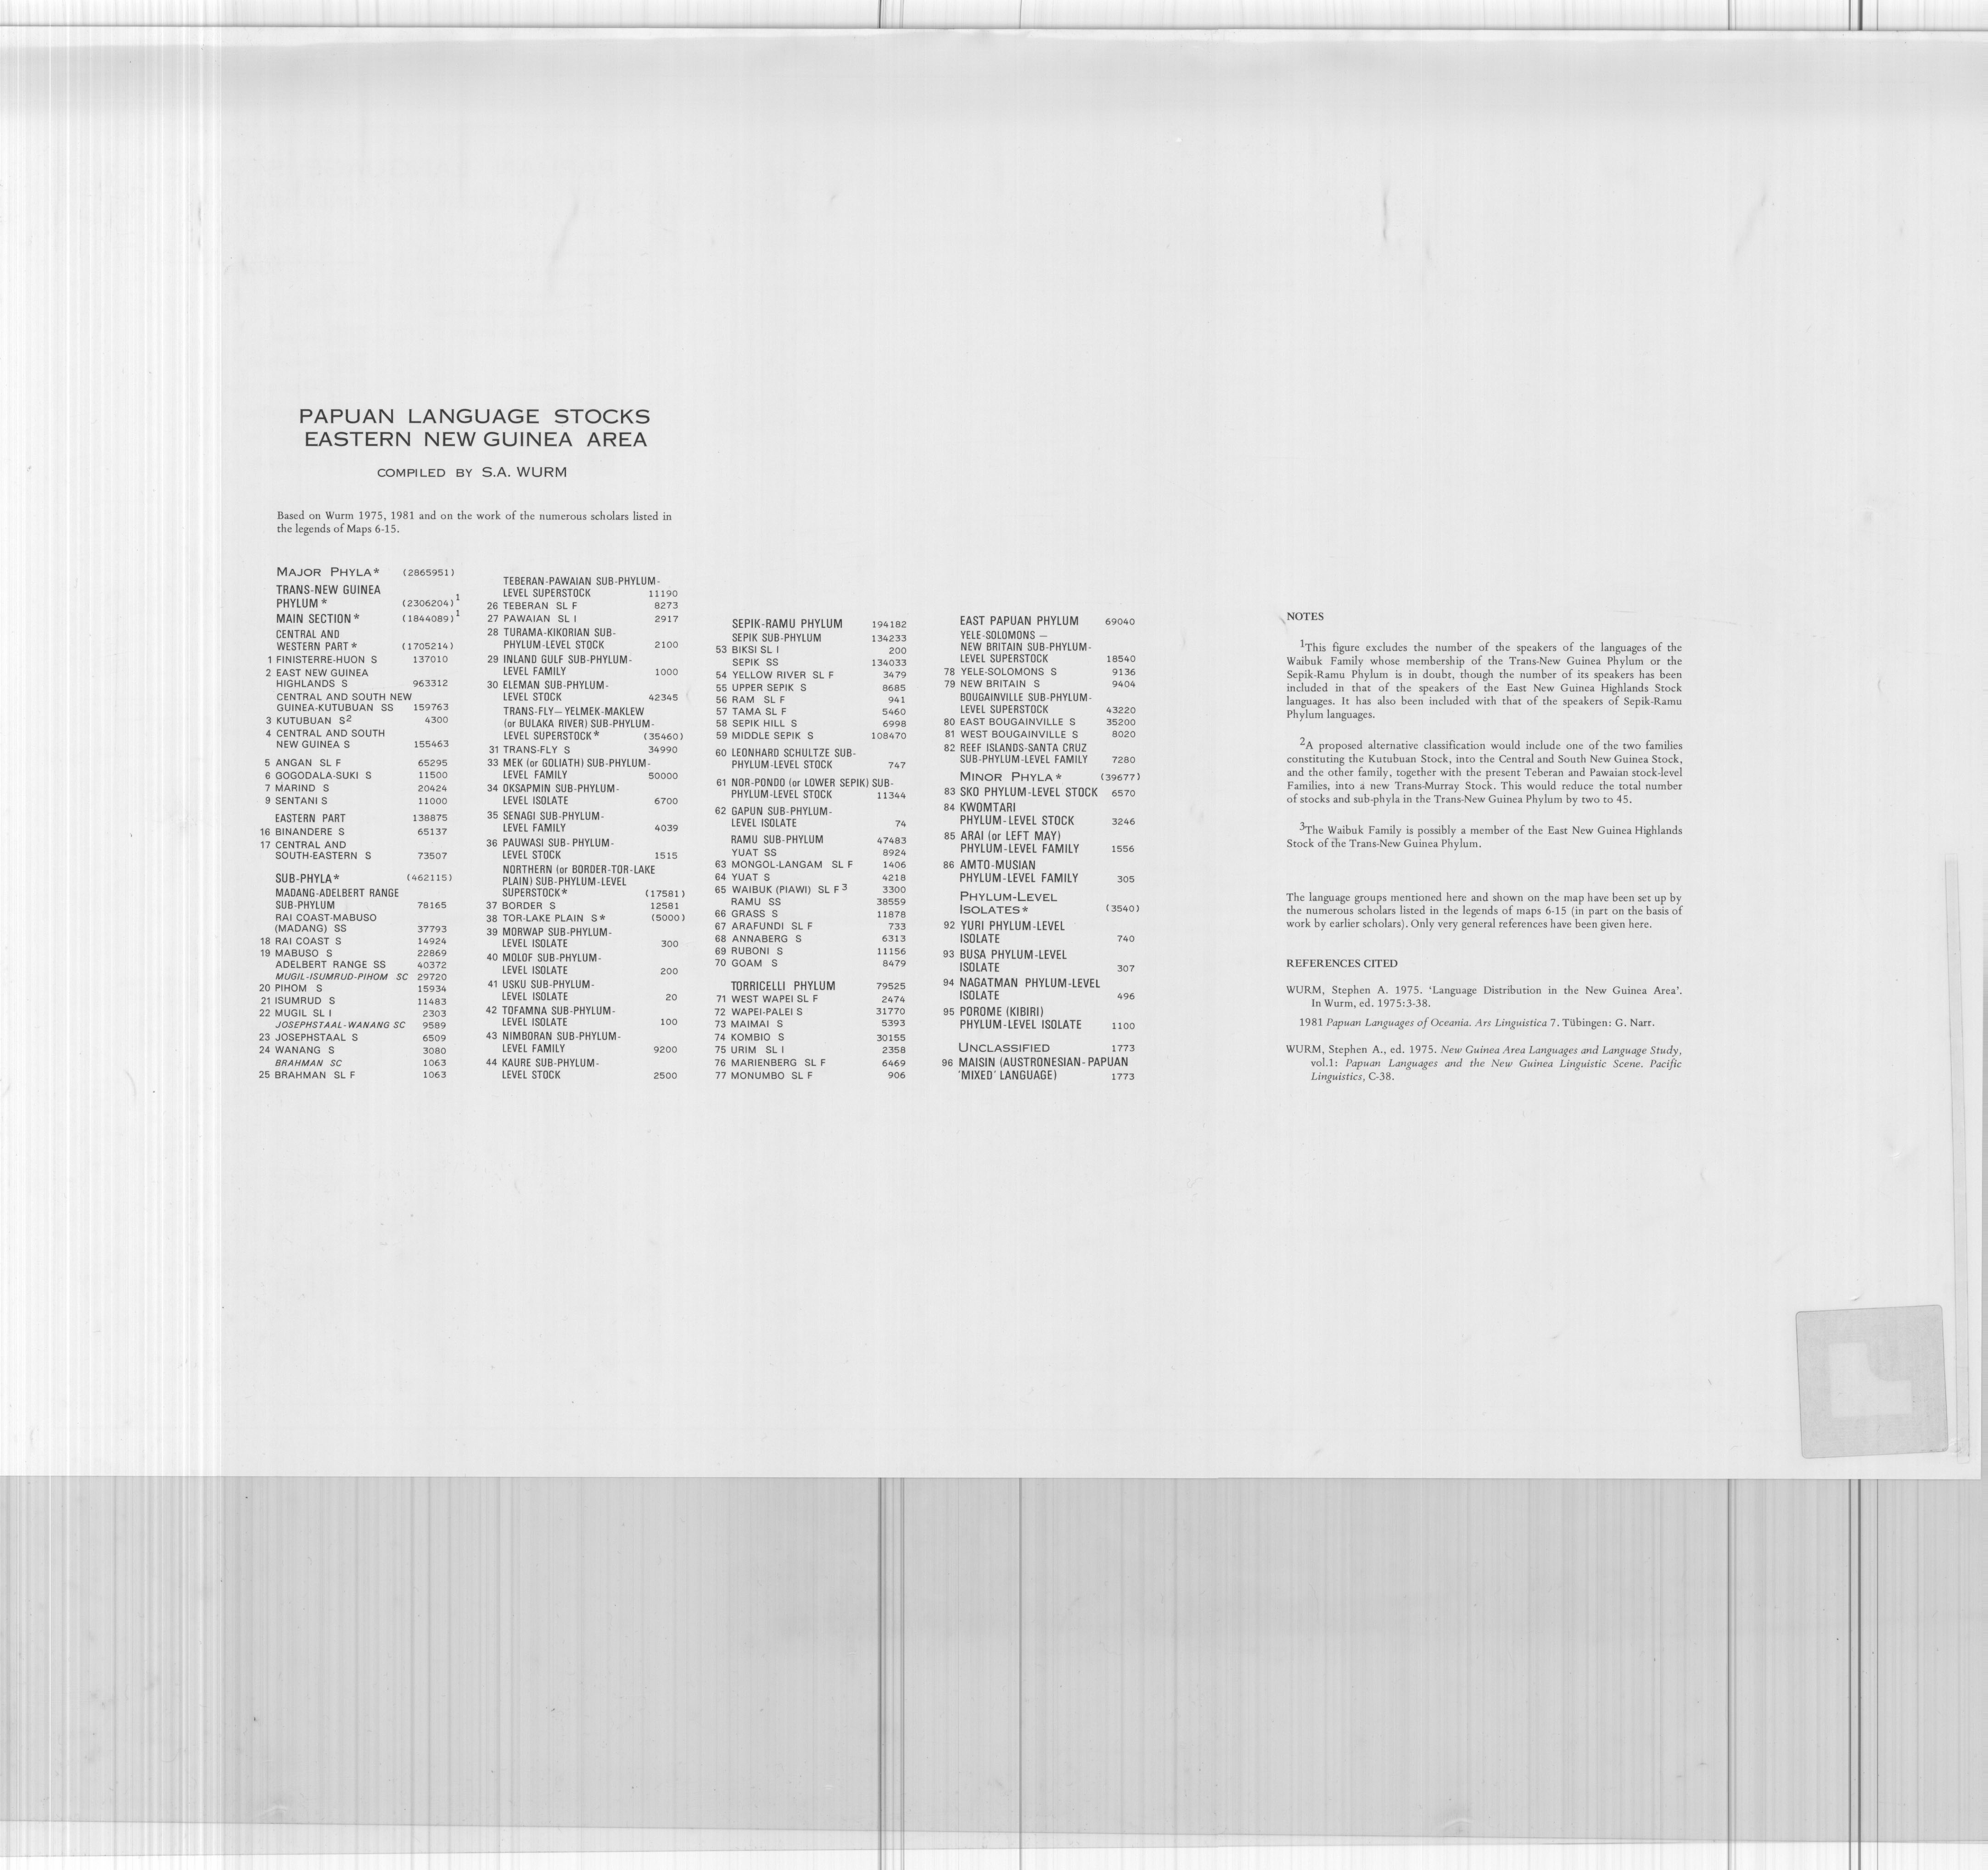 PAPUAN LANGUAGE STOCKS
EASTERN NEW GUINEA AREA
COMPILED BY S.A. WURM
Based on Wurm 1975, 1981 and on the work of the numerous scholars listed in
the legends of Maps 6-15.
MAJOR PHYLA* (2865951)
TRANS-NEW GUINEA
PHYLUM * (2306204)1
MAIN SECTION* (1844089)1
CENTRAL AND
WESTERN PART * (1705214)
1 FINISTERRE-HUON S 137010
2 EAST NEW GUINEA
HIGHLANDS S 963312
CENTRAL AND SOUTH NEW
GUINEA-KUTUBUAN SS 159763
3 KUTUBUAN S2 4300
4 CENTRAL AND SOUTH
NEW GUINEA S 155463
5 ANGAN SL F 65295
6 GOGODALA-SUKI S 11500
7 MARIND S 20424
9 SENTANI S 11000
EASTERN PART 138875
16 BINANDERE S 65137
17 CENTRAL AND
SOUTH-EASTERN S 73507
SUB-PHYLA* (462115)
MADANG-ADELBERT RANGE
SUB-PHYLUM 78165
RAI COAST-MABUSO
(MADANG) SS 37793
18 RAI COAST S 14924
19 MABUSO S 22869
ADELBERT RANGE SS 40372
MUGIL-ISUMRUD-PIHOM SC 29720
20 PIHOM S 15934
21 ISUMRUD S 11483
22 MUGIL SL I 2303
JOSEPHSTAAL-WANANG SC 9589
23 JOSEPHSTAAL S 6509
24 WANANG S 3080
BRAHMAN SC 1063
25 BRAHMAN SL F 1063
TEBERAN-PAWAIAN SUB-PHYLUM-
LEVEL SUPERSTOCK 11190
26 TEBERAN SL F 8273
27 PAWAIAN SL I 2917
28 TURAMA-KIKORIAN SUB-
PHYLUM-LEVEL STOCK 2100
29 INLAND GULF SUB-PHYLUM-
LEVEL FAMILY 1000
30 ELEMAN SUB-PHYLUM-
LEVEL STOCK 42345
TRANS-FLY—YELMEK-MAKLEW
(or BULAKA RIVER) SUB-PHYLUM-
LEVEL SUPERSTOCK * (35460)
31 TRANS-FLY S 34990
33 MEK (or GOLIATH) SUB-PHYLUM-
LEVEL FAMILY 50000
34 OKSAPMIN SUB-PHYLUM-
LEVEL ISOLATE 6700
35 SENAGI SUB-PHYLUM-
LEVEL FAMILY 4039
36 PAUWASI SUB-PHYLUM-
LEVEL STOCK 1515
NORTHERN (or BORDER-TOR-LAKE
PLAIN) SUB-PHYLUM-LEVEL
SUPERSTOCK* (17581)
37 BORDER S 12581
38 TOR-LAKE PLAIN S* (5000)
39 MORWAP SUB-PHYLUM-
LEVEL ISOLATE 300
40 MOLOF SUB-PHYLUM-
LEVEL ISOLATE 200
41 USKU SUB-PHYLUM-
LEVEL ISOLATE 20
42 TOFAMNA SUB-PHYLUM-
LEVEL ISOLATE 100
43 NIMBORAN SUB-PHYLUM-
LEVEL FAMILY 9200
44 KAURE SUB-PHYLUM-
LEVEL STOCK 2500
SEPIK-RAMU PHYLUM 194182
SEPIK SUB-PHYLUM 134233
53 BIKSI SL I 200
SEPIK SS 134033
54 YELLOW RIVER SL F 3479
55 UPPER SEPIK S 8685
56 RAM SL F 941
57 TAMA SL F 5460
58 SEPIK HILL S 6998
59 MIDDLE SEPIK S 108470
60 LEONHARD SCHULTZE SUB-
PHYLUM-LEVEL STOCK 747
61 NOR-PONDO (or LOWER SEPIK) SUB-
PHYLUM-LEVEL STOCK 11344
62 GAPUN SUB-PHYLUM-
LEVEL ISOLATE 74
RAMU SUB-PHYLUM 47483
YUAT SS 8924
63 MONGOL-LANGAM SL F 1406
64 YUAT S 4218
65 WAIBUK (PIAWI) SL F3 3300
RAMU SS 38559
66 GRASS S 11878
67 ARAFUNDI SL F 733
68 ANNABERG S 6313
69 RUBONI S 11156
70 GOAM S 8479
TORRICELLI PHYLUM 79525
71 WEST WAPEI SL F 2474
72 WAPEI-PALEI S 31770
73 MAIMAI S 5393
74 KOMBIO S 30155
75 URIM SL I 2358
76 MARIENBERG SL F 6469
77 MONUMBO SL F 906
EAST PAPUAN PHYLUM 69040
YELE-SOLOMONS —
NEW BRITAIN SUB-PHYLUM-
LEVEL SUPERSTOCK 18540
78 YELE-SOLOMONS S 9136
79 NEW BRITAIN S 9404
BOUGAINVILLE SUB-PHYLUM-
LEVEL SUPERSTOCK 43220
80 EAST BOUGAINVILLE S 35200
81 WEST BOUGAINVILLE S 8020
82 REEF ISLANDS-SANTA CRUZ
SUB-PHYLUM-LEVEL FAMILY 7280
MINOR PHYLA* (39677)
83 SKO PHYLUM-LEVEL STOCK 6570
84 KWOMTARI
PHYLUM-LEVEL STOCK 3246
85 ARAI (or LEFT MAY)
PHYLUM-LEVEL FAMILY 1556
86 AMTO-MUSIAN
PHYLUM-LEVEL FAMILY 305
PHYLUM-LEVEL
ISOLATES* (3540)
92 YURI PHYLUM-LEVEL
ISOLATE 740
93 BUSA PHYLUM-LEVEL
ISOLATE 307
94 NAGATMAN PHYLUM-LEVEL
ISOLATE 496
95 POROME (KIBIRI)
PHYLUM-LEVEL ISOLATE 1100
UNCLASSIFIED 1773
96 MAISIN (AUSTRONESIAN-PAPUAN
'MIXED' LANGUAGE) 1773
NOTES
1This figure excludes the number of the speakers of the languages of the
Waibuk Family whose membership of the Trans-New Guinea Phylum or the
Sepik-Ramu Phylum is in doubt, though the number of its speakers has been
included in that of the speakers of the East New Guinea Highlands Stock
languages. It has also been included with that of the speakers of Sepik-Ramu
Phylum languages.
2A proposed alternative classification would include one of the two families
constituting the Kutubuan Stock, into the Central and South New Guinea Stock,
and the other family, together with the present Teberan and Pawaian stock-level
Families, into a new Trans-Murray Stock. This would reduce the total number
of stocks and sub-phyla in the Trans-New Guinea Phylum by two to 45.
3The Waibuk Family is possibly a member of the East New Guinea Highlands
Stock of the Trans-New Guinea Phylum.
The language groups mentioned here and shown on the map have been set up by
the numerous scholars listed in the legends of maps 6-15 (in part on the basis of
work by earlier scholars). Only very general references have been given here.
REFERENCES CITED
WURM, Stephen A. 1975. 'Language Distribution in the New Guinea Area'.
In Wurm, ed. 1975:3-38.
1981 Papuan Languages of Oceania. Ars Linguistica 7. Tübingen: G. Narr.
WURM, Stephen A., ed. 1975. New Guinea Area Languages and Language Study,
vol.1: Papuan Languages and the New Guinea Linguistic Scene. Pacific
Linguistics, C-38.